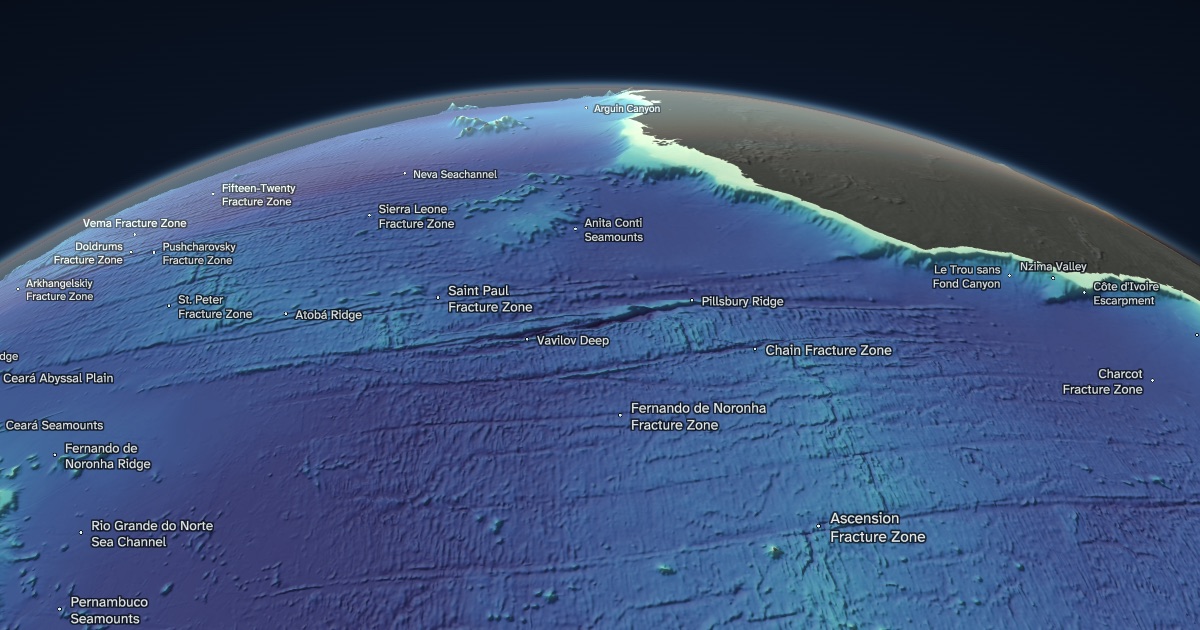 Arguin Canyon
Neva Seachannel
Fifteen-Twenty
Fracture Zone
Sierra Leone
Fracture Zone
Vema Fracture Zone
Anita Conti
Seamounts
Doldrums
Fracture Zone
Pushcharovsky
Fracture Zone
Le Trou sans
Fond Canyon
Nzima Valley
Arkhangelskiy
Fracture Zone
Côte d'Ivoire
Escarpment
St. Peter
Fracture Zone
Atobá Ridge
Saint Paul
Fracture Zone
Pillsbury Ridge
Vavilov Deep
Chain Fracture Zone
dge
Ceará Abyssal Plain
Charcot
Fracture Zone
Fernando de Noronha
Fracture Zone
Ceará Seamounts
Fernando de
Noronha Ridge
Rio Grande do Norte
Sea Channel
Ascension
Fracture Zone
Pernambuco
Seamounts